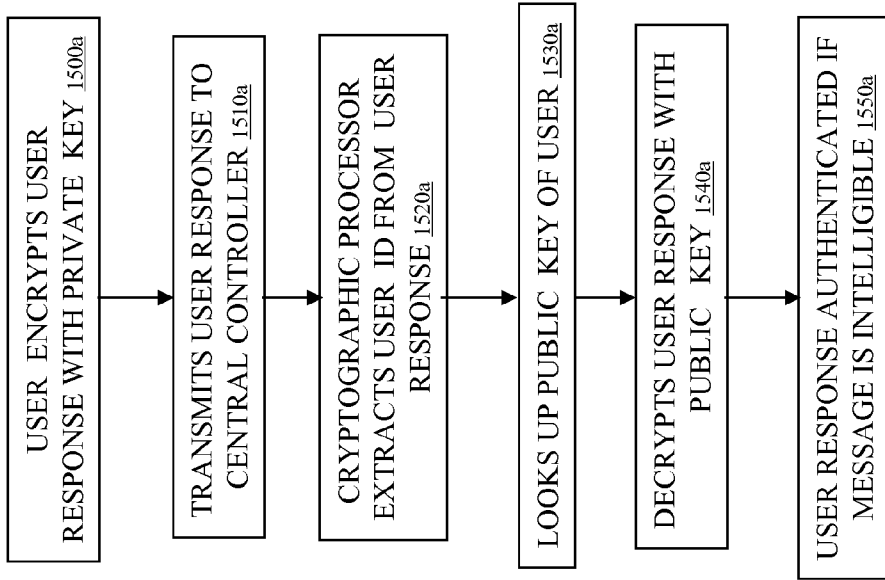 USER ENCRYPTS USER
RESPONSE WITH PRIVATE KEY 1500a
TRANSMITS USER RESPONSE TO
CENTRAL CONTROLLER 1510a
CRYPTOGRAPHIC PROCESSOR
EXTRACTS USER ID FROM USER
RESPONSE 1520a
LOOKS UP PUBLIC KEY OF USER 1530a
DECRYPTS USER RESPONSE WITH
PUBLIC KEY 1540a
USER RESPONSE AUTHENTICATED IF
MESSAGE IS INTELLIGIBLE 1550a